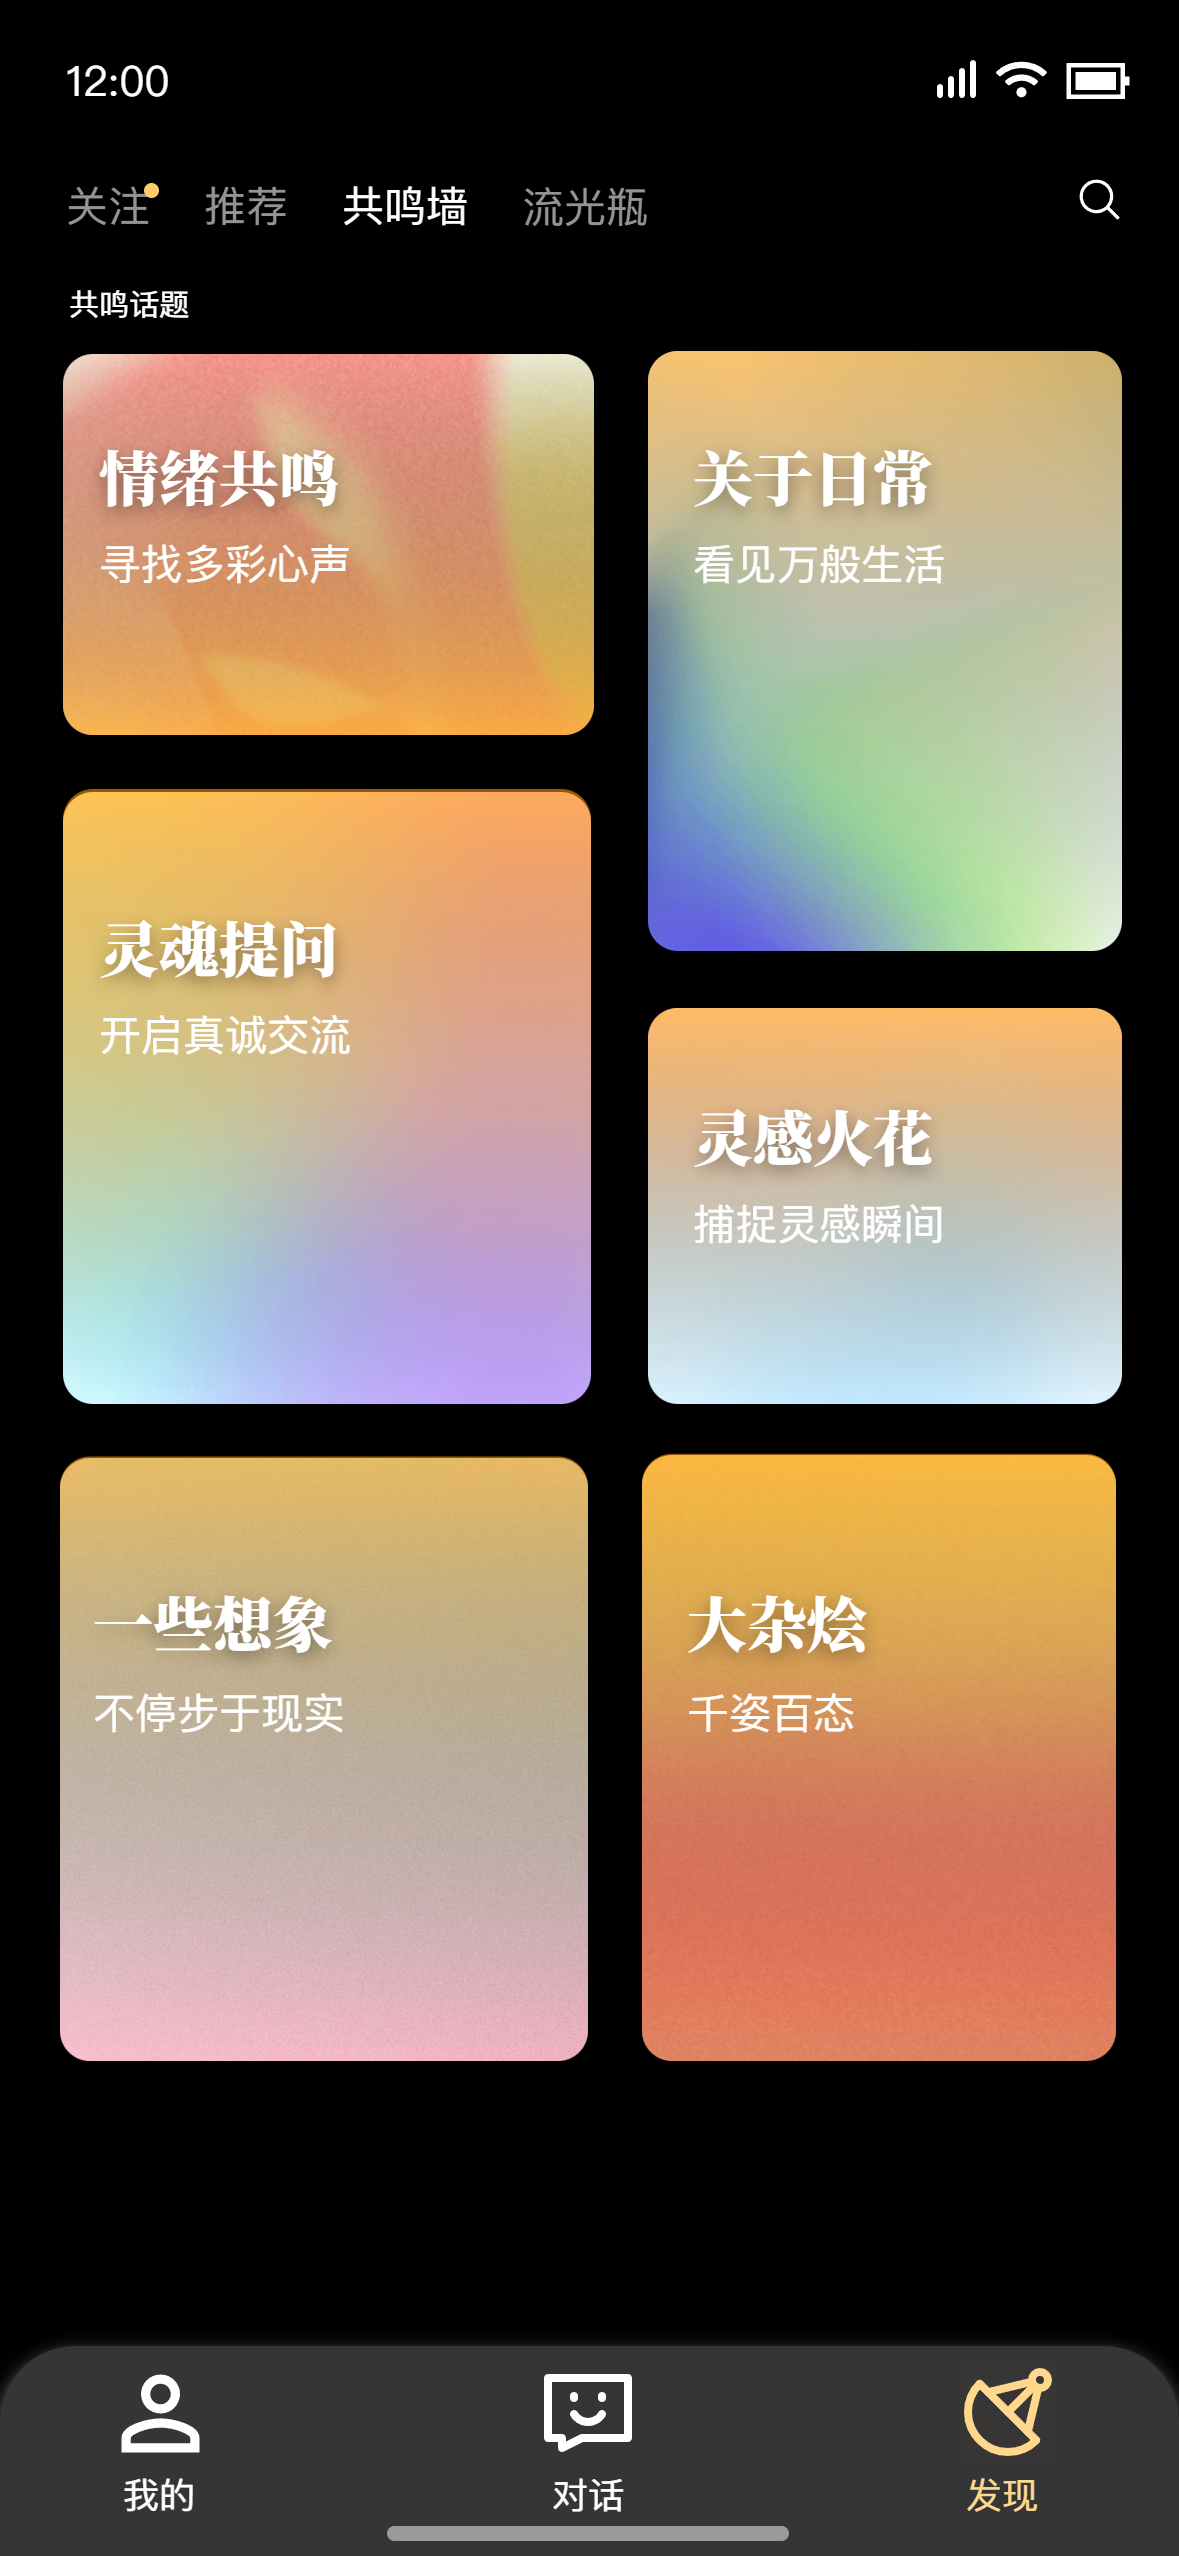 12:00
关注 推荐 共鸣墙 流光瓶
共鸣话题
情绪共鸣
寻找多彩心声
关于日常
看见万般生活
灵魂提问
开启真诚交流
灵感火花
捕捉灵感瞬间
一些想象
不停步于现实
大杂烩
千姿百态
我的 对话 发现